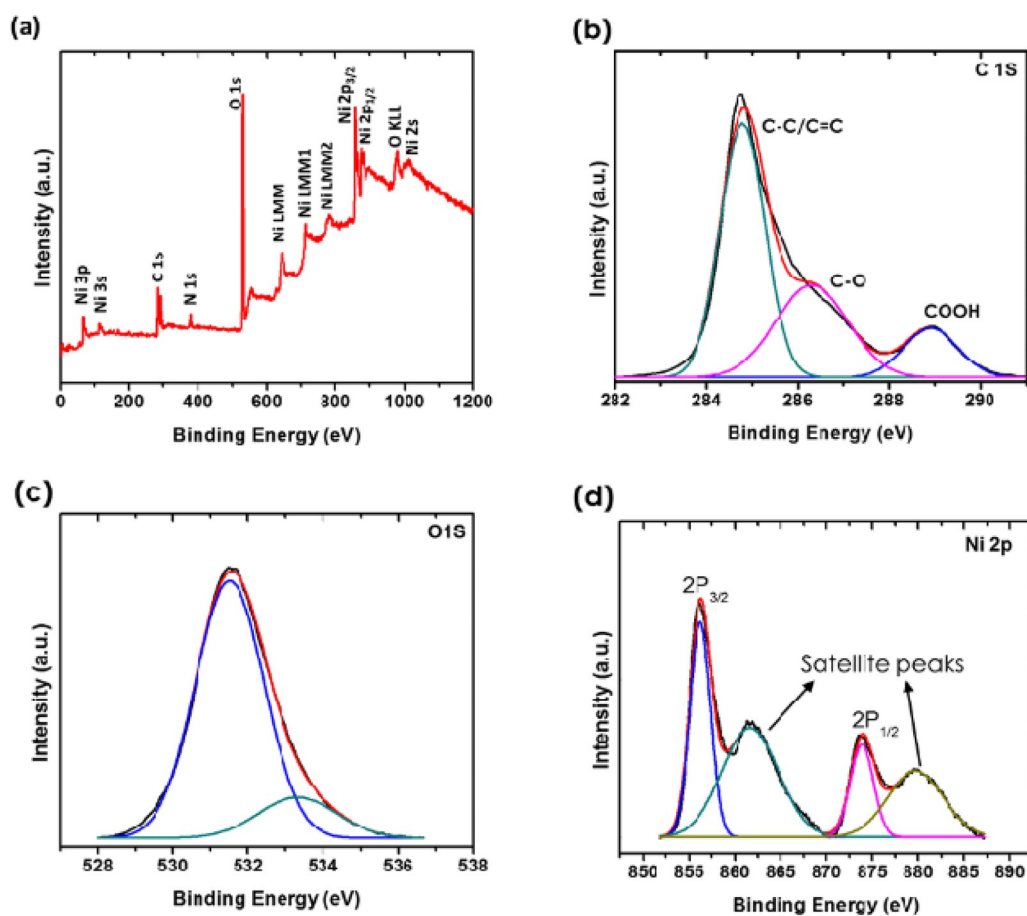 (a)
Intensity (a.u.)
Ni 3p
Ni 3s
C 1s
N 1s
O 1s
Ni LMM
Ni LMM1
Ni LMM2
Ni 2p3/2
Ni 2p1/2
O KLL
Ni 2s
0 200 400 600 800 1000 1200
Binding Energy (eV)
(b)
C 1S
Intensity (a.u.)
C-C/C=C
C-O
COOH
282 284 286 288 290
Binding Energy (eV)
(c)
O1S
Intensity (a.u.)
528 530 532 534 536 538
Binding Energy (eV)
(d)
Ni 2p
Intensity (a.u.)
2P3/2
Satellite peaks
2P1/2
850 855 860 865 870 875 880 885 890
Binding Energy (eV)